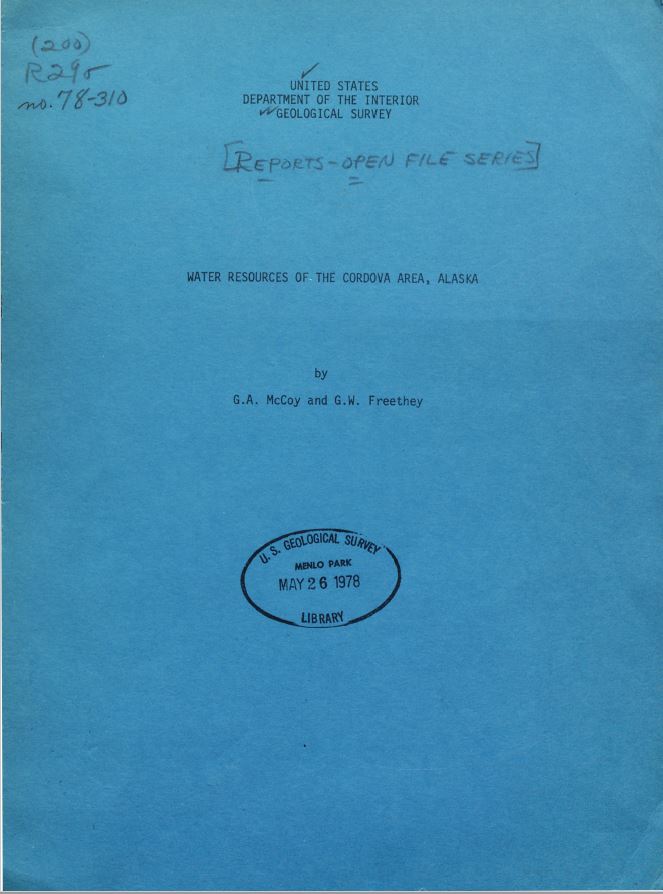 (200)
R29r
no. 78-310
UNITED STATES
DEPARTMENT OF THE INTERIOR
GEOLOGICAL SURVEY
[REPORTS-OPEN FILE SERIES]
WATER RESOURCES OF THE CORDOVA AREA, ALASKA
by
G.A. McCoy and G.W. Freethey
U. S. GEOLOGICAL SURVEY
MENLO PARK
MAY 26 1978
LIBRARY